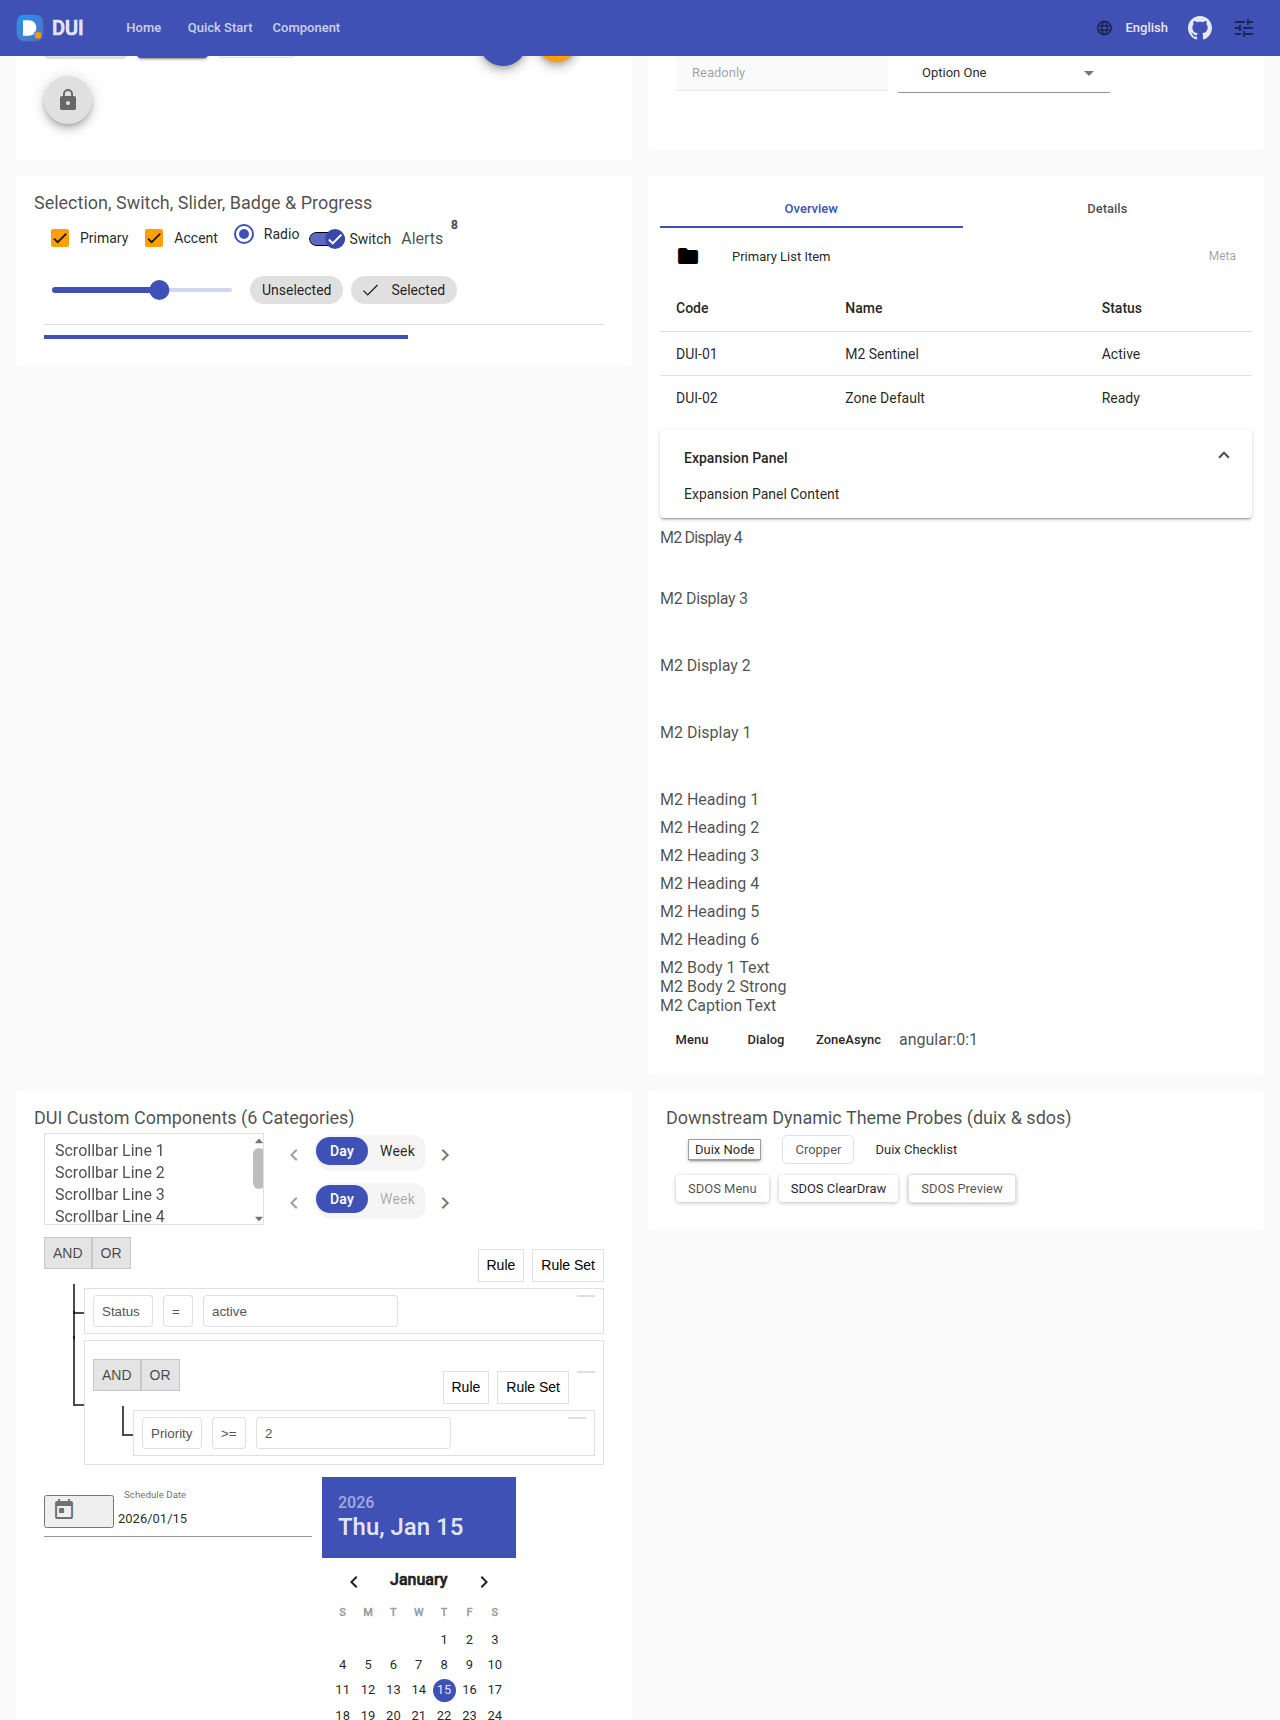 DUI Home Quick Start Component English
Readonly Option One
Selection, Switch, Slider, Badge & Progress
Primary Accent Radio Switch Alerts 8
Unselected Selected
Overview Details
Primary List Item Meta
Code Name Status
DUI-01 M2 Sentinel Active
DUI-02 Zone Default Ready
Expansion Panel
Expansion Panel Content
M2 Display 4
M2 Display 3
M2 Display 2
M2 Display 1
M2 Heading 1
M2 Heading 2
M2 Heading 3
M2 Heading 4
M2 Heading 5
M2 Heading 6
M2 Body 1 Text
M2 Body 2 Strong
M2 Caption Text
Menu Dialog ZoneAsync angular:0:1
DUI Custom Components (6 Categories)
Scrollbar Line 1
Scrollbar Line 2
Scrollbar Line 3
Scrollbar Line 4
Day Week
Day Week
AND OR
Rule Rule Set
Status = active
AND OR
Rule Rule Set
Priority >= 2
Schedule Date
2026/01/15
2026
Thu, Jan 15
January
S M T W T F S
1 2 3
4 5 6 7 8 9 10
11 12 13 14 15 16 17
18 19 20 21 22 23 24
Downstream Dynamic Theme Probes (duix & sdos)
Duix Node Cropper Duix Checklist
SDOS Menu SDOS ClearDraw SDOS Preview